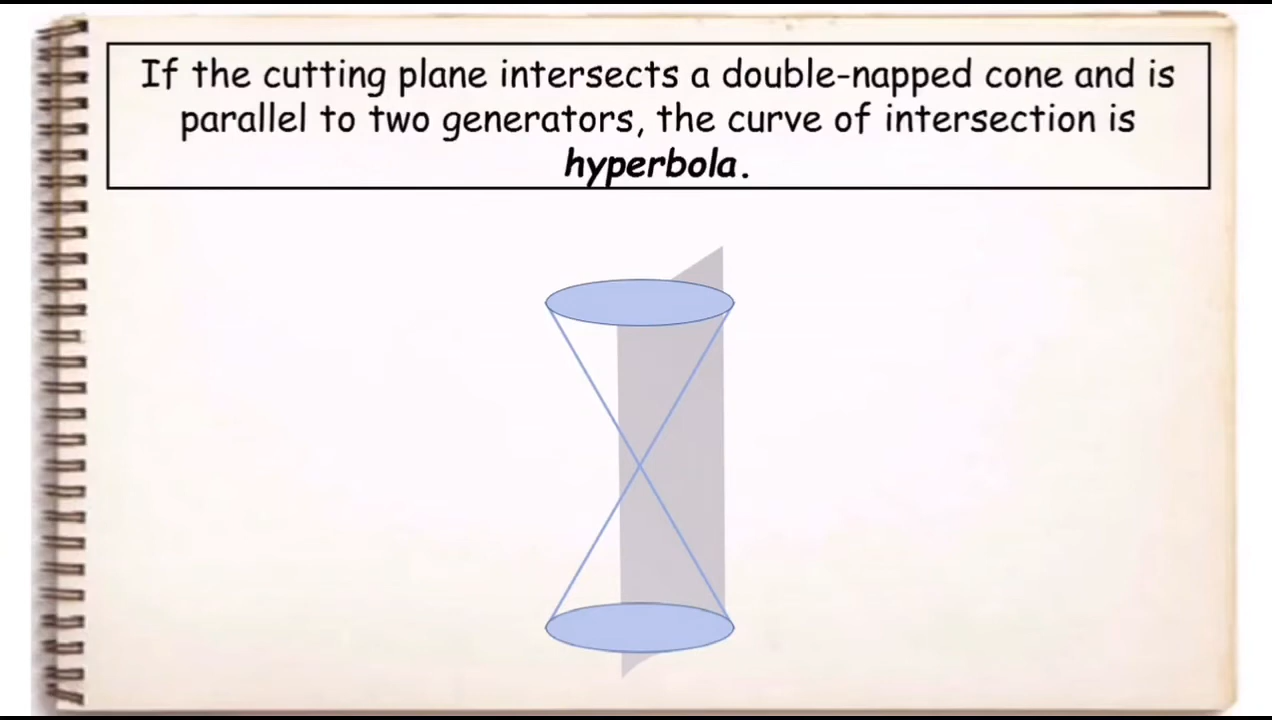 If the cutting plane intersects a double-napped cone and is
parallel to two generators, the curve of intersection is
hyperbola.